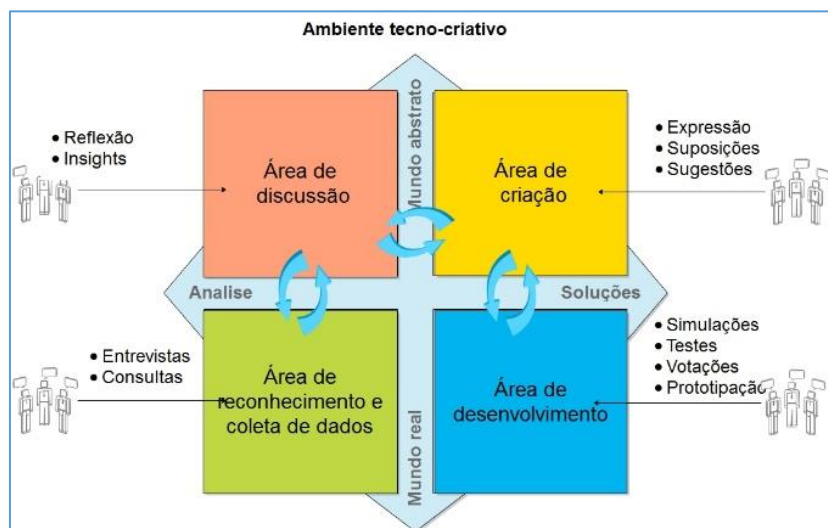 Ambiente tecno-criativo
• Reflexão
• Insights
Área de
discussão
Mundo abstrato
Área de
criação
• Expressão
• Suposições
• Sugestões
Analise
Soluções
• Entrevistas
• Consultas
Área de
reconhecimento e
coleta de dados
Mundo real
Área de
desenvolvimento
• Simulações
• Testes
• Votações
• Prototipação